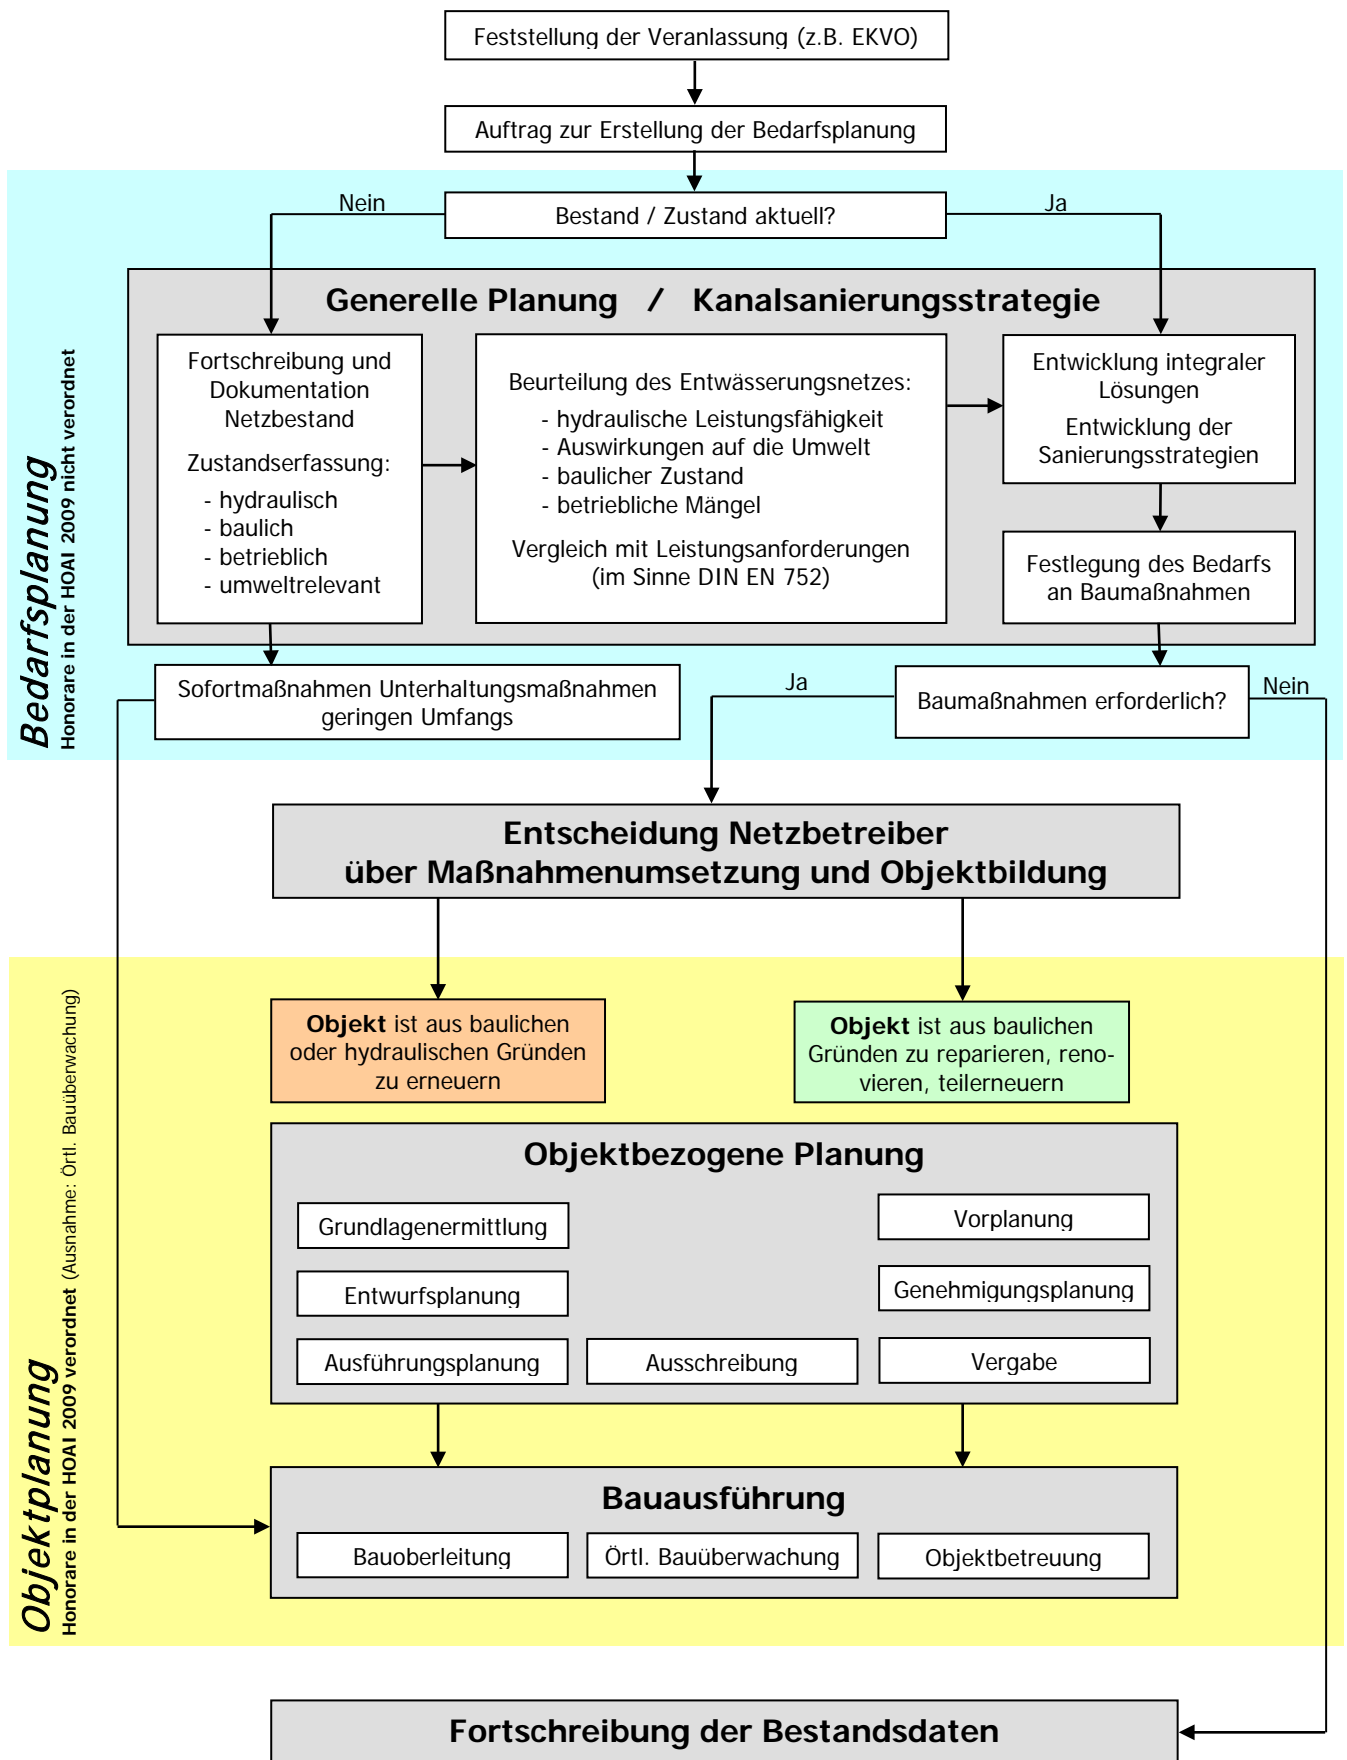 Feststellung der Veranlassung (z.B. EKVO)
Auftrag zur Erstellung der Bedarfsplanung
Nein
Bestand / Zustand aktuell?
Ja
Generelle Planung / Kanalsanierungsstrategie
Fortschreibung und
Dokumentation
Netzbestand
Zustandserfassung:
- hydraulisch
- baulich
- betrieblich
- umweltrelevant
Beurteilung des Entwässerungsnetzes:
- hydraulische Leistungsfähigkeit
- Auswirkungen auf die Umwelt
- baulicher Zustand
- betriebliche Mängel
Vergleich mit Leistungsanforderungen
(im Sinne DIN EN 752)
Entwicklung integraler
Lösungen
Entwicklung der
Sanierungsstrategien
Festlegung des Bedarfs
an Baumaßnahmen
Bedarfsplanung
Honorare in der HOAI 2009 nicht verordnet
Sofortmaßnahmen Unterhaltungsmaßnahmen
geringen Umfangs
Ja
Baumaßnahmen erforderlich?
Nein
Entscheidung Netzbetreiber
über Maßnahmenumsetzung und Objektbildung
Objekt ist aus baulichen
oder hydraulischen Gründen
zu erneuern
Objekt ist aus baulichen
Gründen zu reparieren, reno-
vieren, teilerneuern
Objektbezogene Planung
Grundlagenermittlung
Vorplanung
Entwurfsplanung
Genehmigungsplanung
Ausführungsplanung
Ausschreibung
Vergabe
Objektplanung
Honorare in der HOAI 2009 verordnet (Ausnahme: Örtl. Bauüberwachung)
Bauausführung
Bauoberleitung
Örtl. Bauüberwachung
Objektbetreuung
Fortschreibung der Bestandsdaten